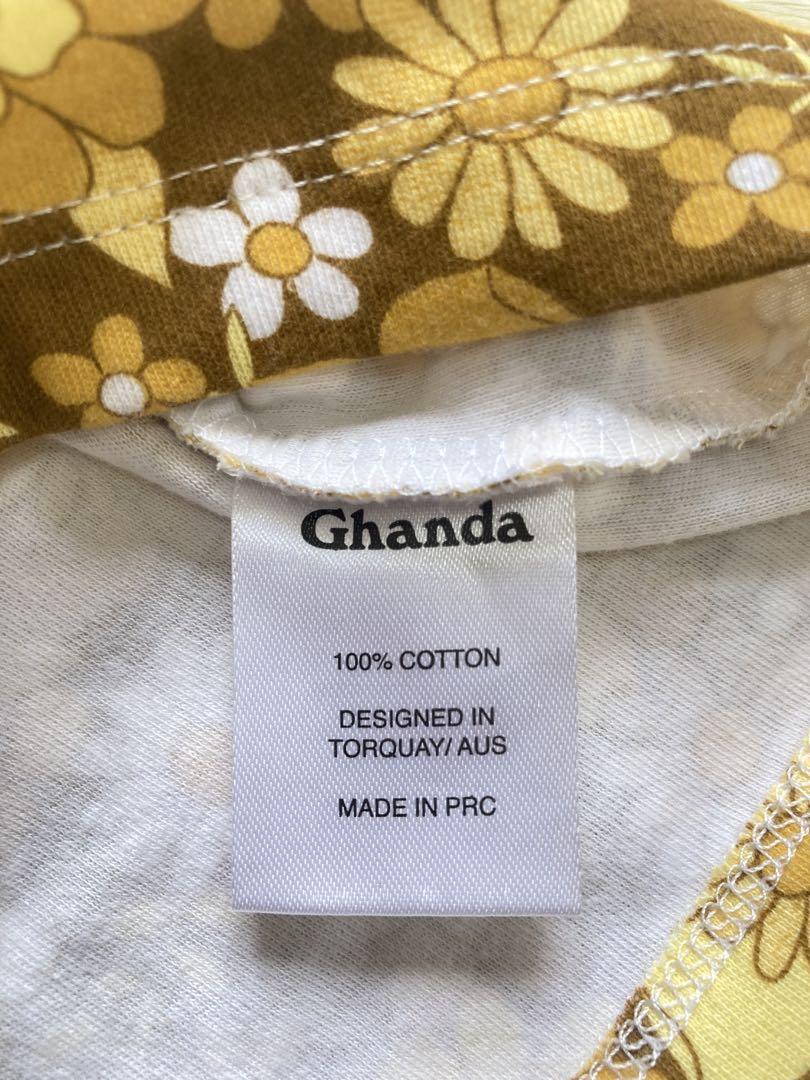 Ghanda
100% COTTON
DESIGNED IN
TORQUAY/ AUS
MADE IN PRC